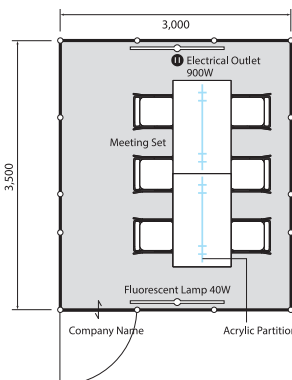 3,000
Electrical Outlet
900W
Meeting Set
3,500
Fluorescent Lamp 40W
Company Name
Acrylic Partition